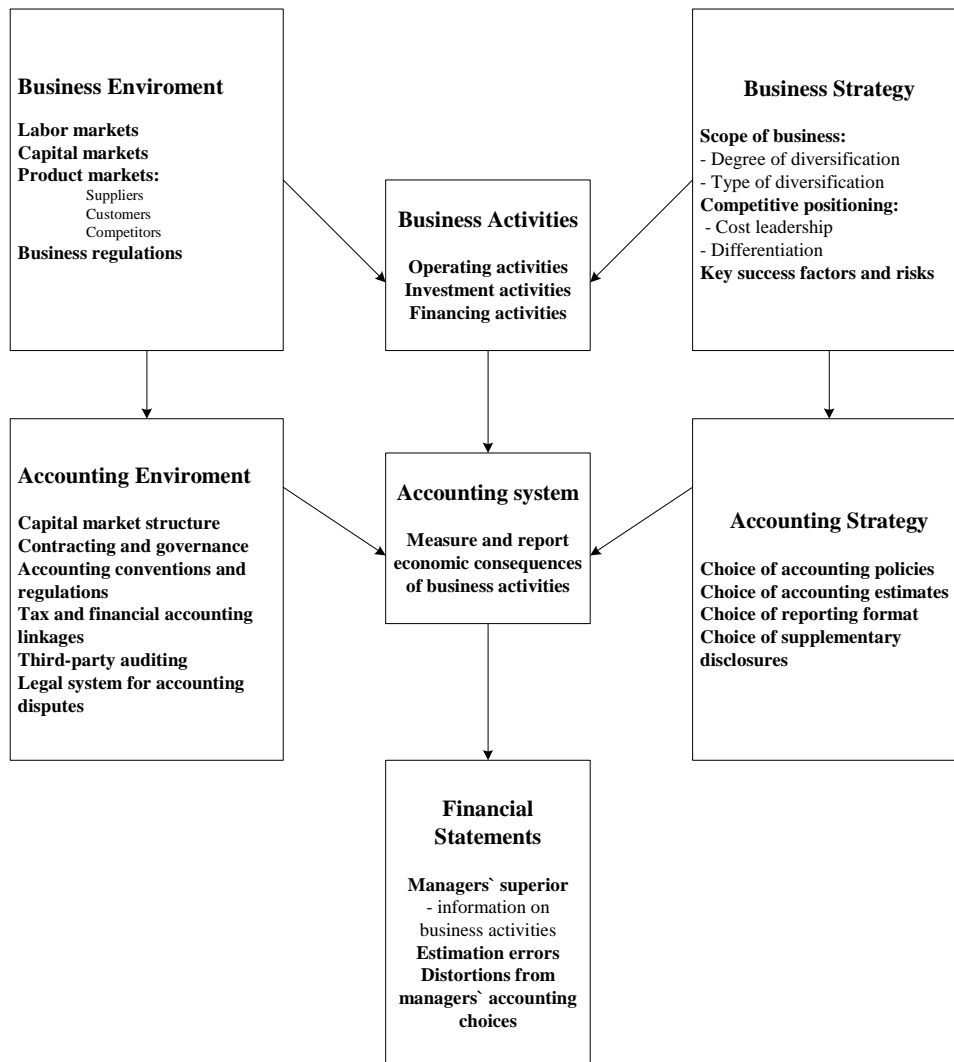 Business Enviroment
Labor markets
Capital markets
Product markets:
Suppliers
Customers
Competitors
Business regulations
Business Activities
Operating activities
Investment activities
Financing activities
Business Strategy
Scope of business:
- Degree of diversification
- Type of diversification
Competitive positioning:
- Cost leadership
- Differentiation
Key success factors and risks
Accounting Enviroment
Capital market structure
Contracting and governance
Accounting conventions and
regulations
Tax and financial accounting
linkages
Third-party auditing
Legal system for accounting
disputes
Accounting system
Measure and report
economic consequences
of business activities
Accounting Strategy
Choice of accounting policies
Choice of accounting estimates
Choice of reporting format
Choice of supplementary
disclosures
Financial
Statements
Managers` superior
- information on
business activities
Estimation errors
Distortions from
managers` accounting
choices